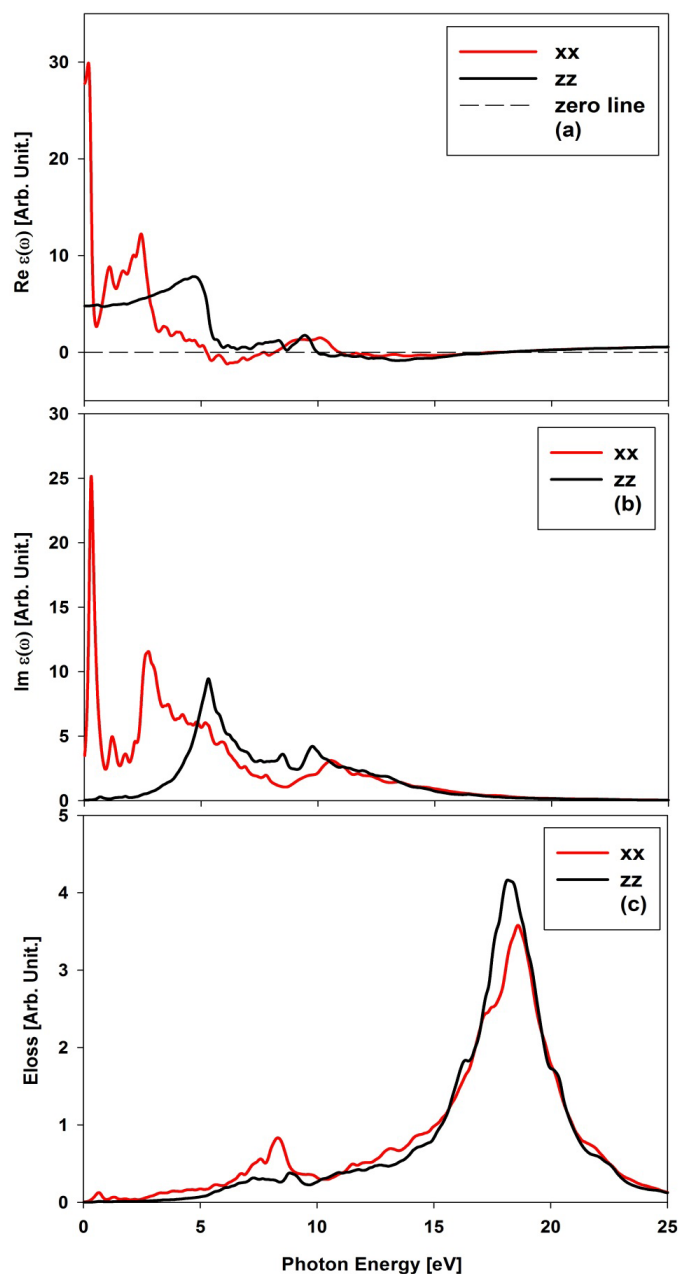 xx
zz
zero line
(a)
Re ε(ω) [Arb. Unit.]
30
20
10
0
xx
zz
(b)
Im ε(ω) [Arb. Unit.]
30
25
20
15
10
5
0
xx
zz
(c)
Eloss [Arb. Unit.]
5
4
3
2
1
0
0 5 10 15 20 25
Photon Energy [eV]